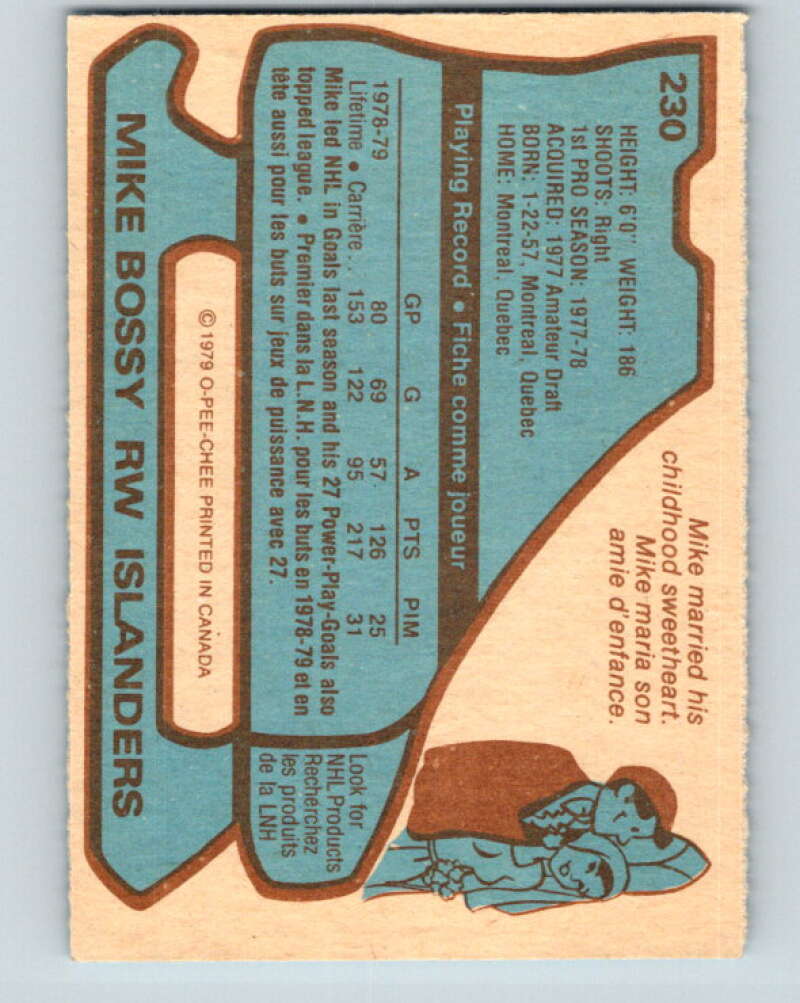 230
HEIGHT: 6'0" WEIGHT: 186
SHOOTS: Right
1st PRO SEASON: 1977-78
ACQUIRED: 1977 Amateur Draft
BORN: 1-22-57, Montreal, Quebec
HOME: Montreal, Quebec
Mike married his
childhood sweetheart.
Mike maria son
amie d'enfance.
Playing Record • Fiche comme joueur
GP G A PTS PIM
1978-79 80 69 57 126 25
Lifetime • Carrière . . 153 122 95 217 31
Mike led NHL in Goals last season and his 27 Power-Play-Goals also
topped league. • Premier dans la L.N.H. pour les buts en 1978-79 et en
tête aussi pour les buts sur jeux de puissance avec 27.
Look for
NHL Products
Recherchez
les produits
de la LNH
© 1979 O-PEE-CHEE PRINTED IN CANADA
MIKE BOSSY RW ISLANDERS